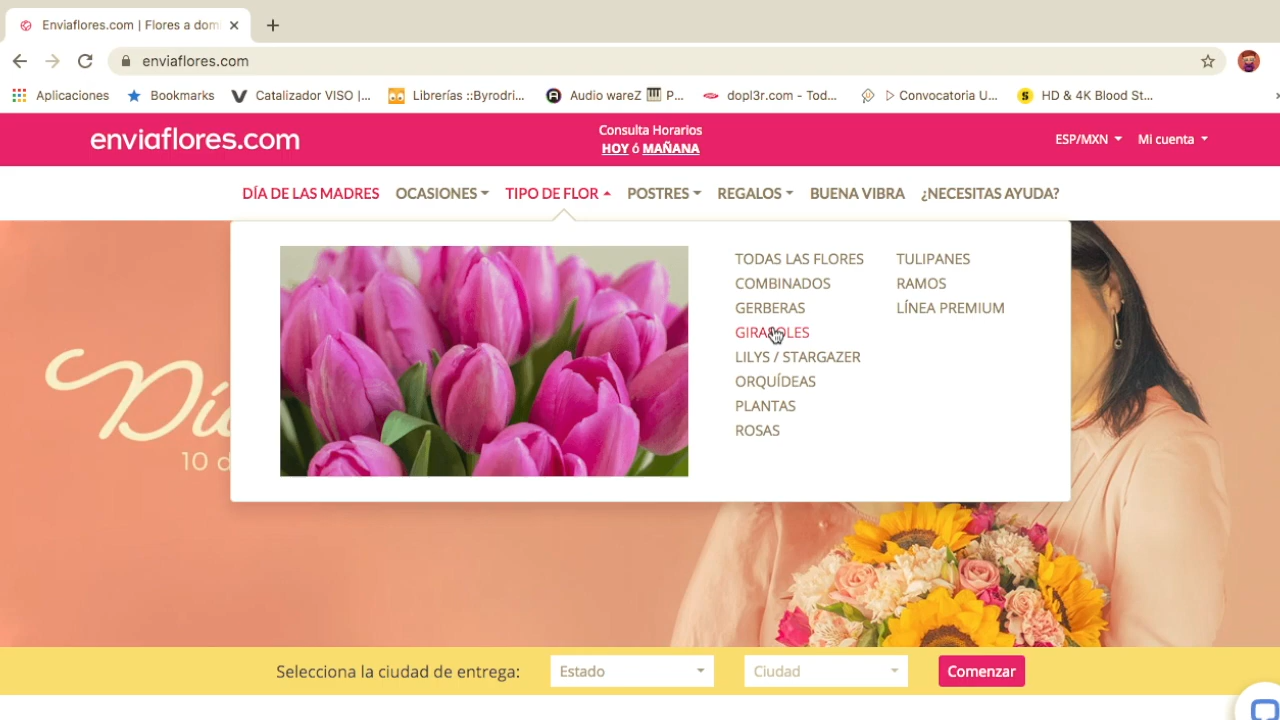 Enviaflores.com | Flores a dom
enviaflores.com
Aplicaciones
Bookmarks
Catalizador VISO |...
Librerías ::Byrodri...
Audio wareZ
P...
dopl3r.com - Tod...
Convocatoria U...
HD & 4K Blood St...
enviaflores.com
Consulta Horarios
HOY ó MAÑANA
ESP/MXN
Mi cuenta
DÍA DE LAS MADRES
OCASIONES
TIPO DE FLOR
POSTRES
REGALOS
BUENA VIBRA
¿NECESITAS AYUDA?
TODAS LAS FLORES
COMBINADOS
GERBERAS
GIRASOLES
LILYS / STARGAZER
ORQUÍDEAS
PLANTAS
ROSAS
TULIPANES
RAMOS
LÍNEA PREMIUM
Dí
10 d
Selecciona la ciudad de entrega:
Estado
Ciudad
Comenzar